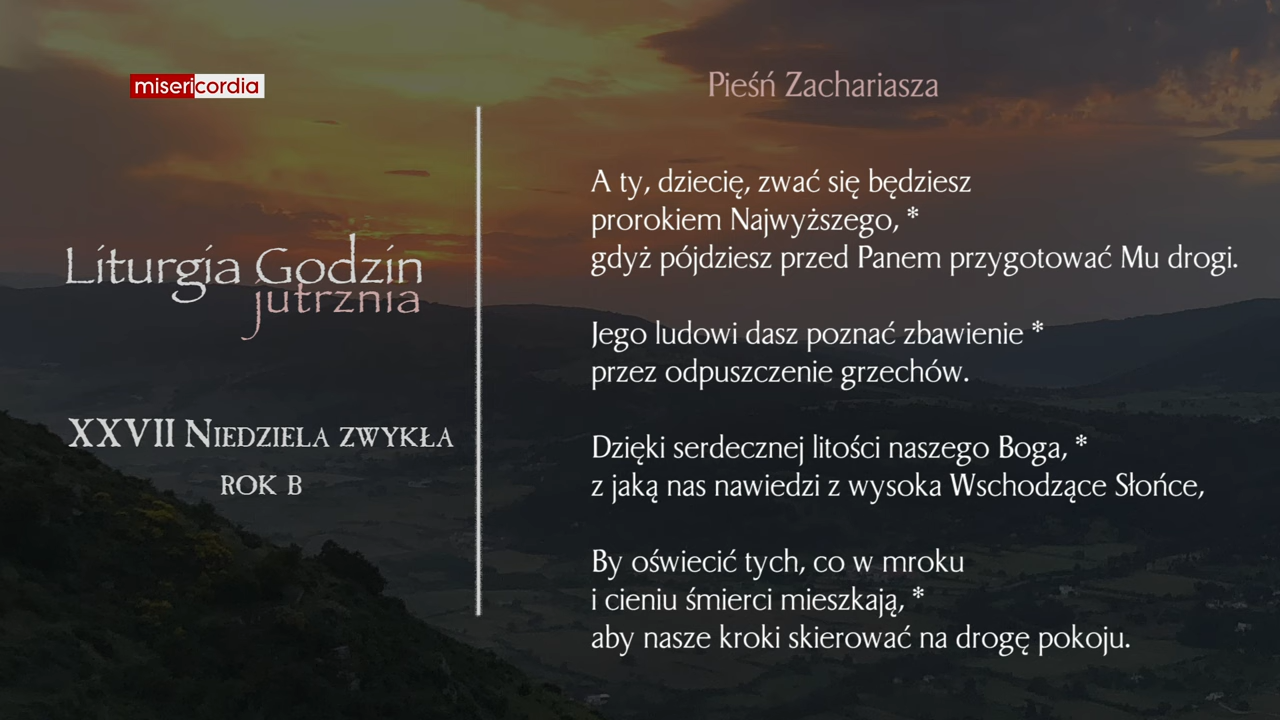 misericordia
Liturgia Godzin
jutrznia
XXVII Niedziela zwykła
rok B
Pieśń Zachariasza
A ty, dziecię, zwać się będziesz
prorokiem Najwyższego, *
gdyż pójdziesz przed Panem przygotować Mu drogi.
Jego ludowi dasz poznać zbawienie *
przez odpuszczenie grzechów.
Dzięki serdecznej litości naszego Boga, *
z jaką nas nawiedzi z wysoka Wschodzące Słońce,
By oświecić tych, co w mroku
i cieniu śmierci mieszkają, *
aby nasze kroki skierować na drogę pokoju.